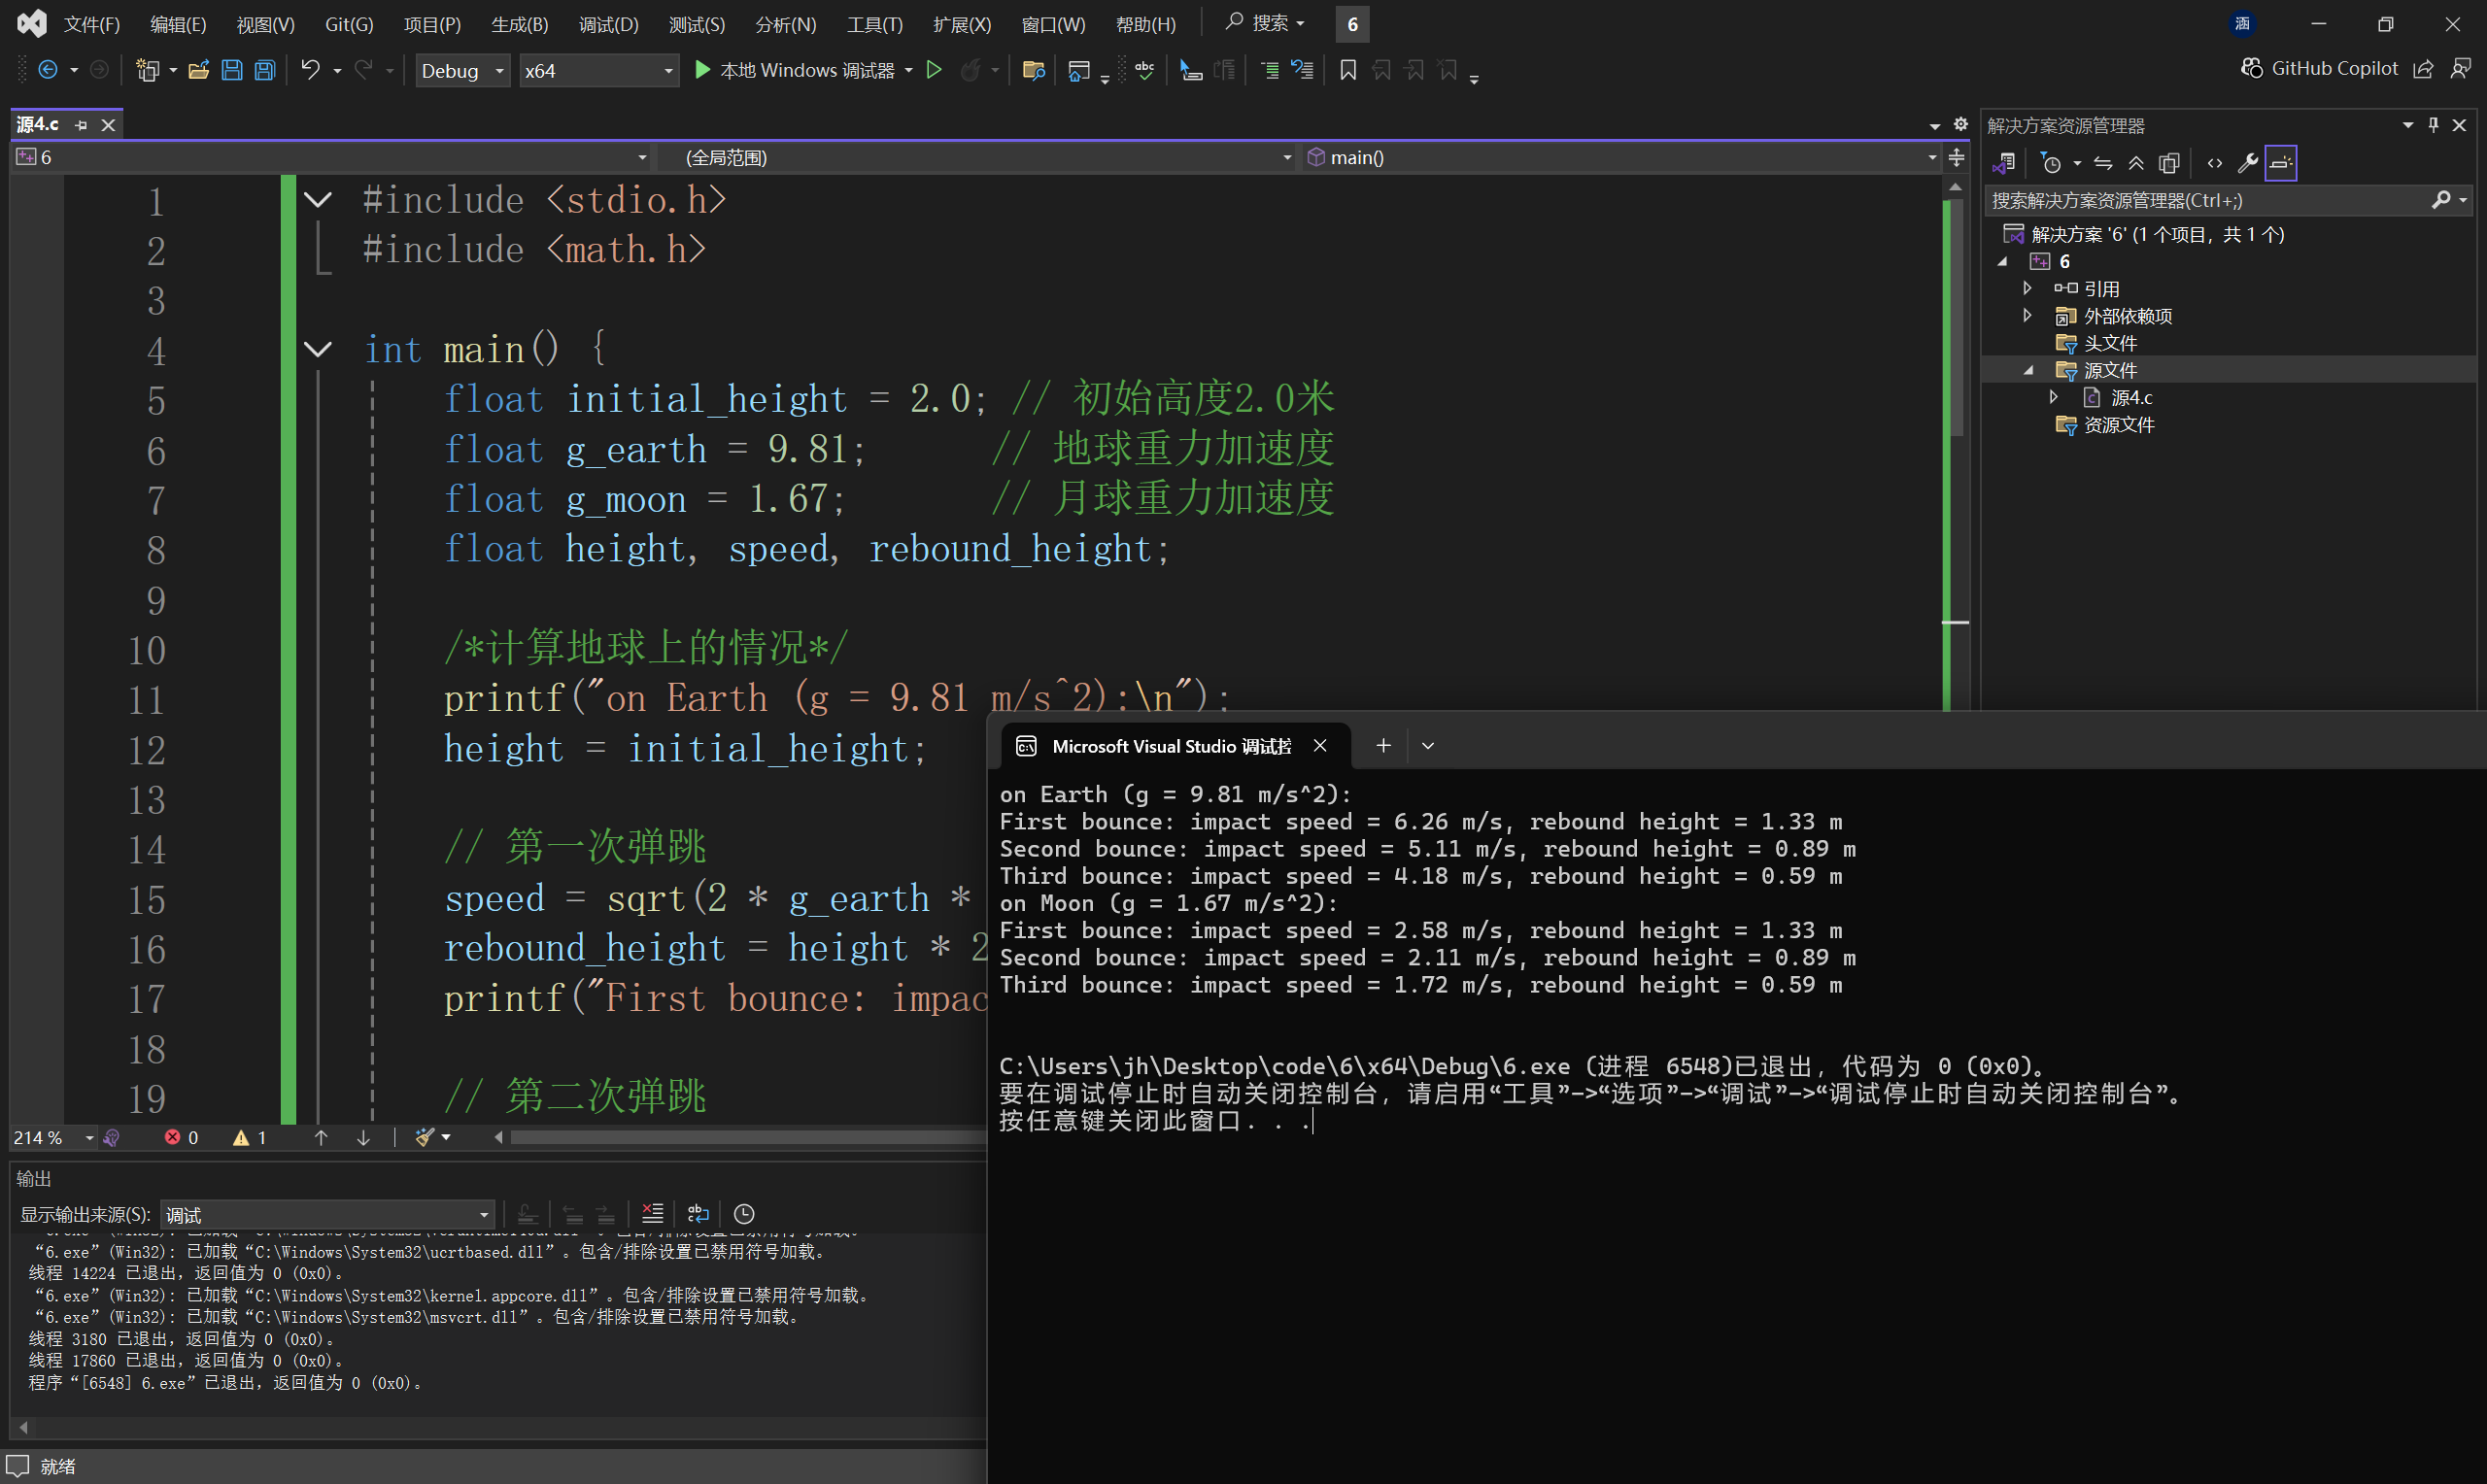 文件(F) 编辑(E) 视图(V) Git(G) 项目(P) 生成(B) 调试(D) 测试(S) 分析(N) 工具(T) 扩展(X) 窗口(W) 帮助(H) 搜索 6 涵
Debug x64 本地 Windows 调试器 GitHub Copilot
源4.c
6 (全局范围) main()
1 #include <stdio.h>
2 #include <math.h>
3
4 int main() {
5 float initial_height = 2.0; // 初始高度2.0米
6 float g_earth = 9.81; // 地球重力加速度
7 float g_moon = 1.67; // 月球重力加速度
8 float height, speed, rebound_height;
9
10 /*计算地球上的情况*/
11 printf("on Earth (g = 9.81 m/s^2):\n");
12 height = initial_height;
13
14 // 第一次弹跳
15 speed = sqrt(2 * g_earth *
16 rebound_height = height * 2
17 printf("First bounce: impac
18
19 // 第二次弹跳
214 % 0 1
解决方案资源管理器
搜索解决方案资源管理器(Ctrl+;)
解决方案 '6' (1 个项目，共 1 个)
6
引用
外部依赖项
头文件
源文件
源4.c
资源文件
Microsoft Visual Studio 调试控
on Earth (g = 9.81 m/s^2):
First bounce: impact speed = 6.26 m/s, rebound height = 1.33 m
Second bounce: impact speed = 5.11 m/s, rebound height = 0.89 m
Third bounce: impact speed = 4.18 m/s, rebound height = 0.59 m
on Moon (g = 1.67 m/s^2):
First bounce: impact speed = 2.58 m/s, rebound height = 1.33 m
Second bounce: impact speed = 2.11 m/s, rebound height = 0.89 m
Third bounce: impact speed = 1.72 m/s, rebound height = 0.59 m
C:\Users\jh\Desktop\code\6\x64\Debug\6.exe (进程 6548)已退出，代码为 0 (0x0)。
要在调试停止时自动关闭控制台，请启用“工具”->“选项”->“调试”->“调试停止时自动关闭控制台”。
按任意键关闭此窗口. . .
输出
显示输出来源(S): 调试
“6.exe”(Win32): 已加载“C:\Windows\System32\ucrtbased.dll”。包含/排除设置已禁用符号加载。
线程 14224 已退出，返回值为 0 (0x0)。
“6.exe”(Win32): 已加载“C:\Windows\System32\kernel.appcore.dll”。包含/排除设置已禁用符号加载。
“6.exe”(Win32): 已加载“C:\Windows\System32\msvcrt.dll”。包含/排除设置已禁用符号加载。
线程 3180 已退出，返回值为 0 (0x0)。
线程 17860 已退出，返回值为 0 (0x0)。
程序“[6548] 6.exe”已退出，返回值为 0 (0x0)。
就绪